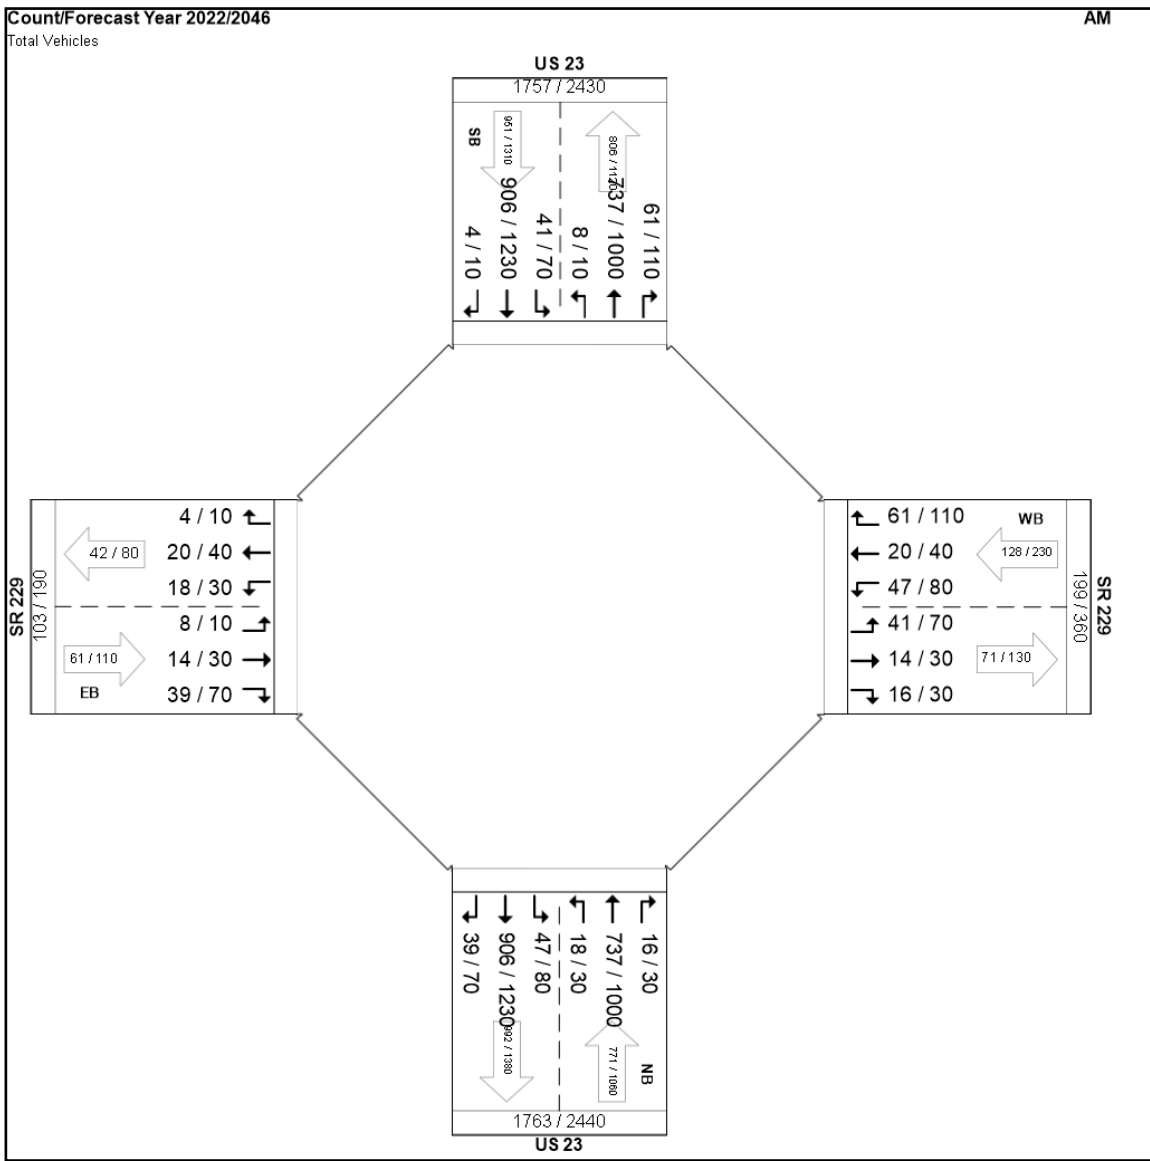 Count/Forecast Year 2022/2046
AM
Total Vehicles
US 23
1757 / 2430
SB
951 / 1310
806 / 1120
4 / 10
906 / 1230
41 / 70
8 / 10
737 / 1000
61 / 110
SR 229
103 / 190
42 / 80
4 / 10
20 / 40
18 / 30
61 / 110
EB
8 / 10
14 / 30
39 / 70
61 / 110
20 / 40
47 / 80
WB
128 / 230
41 / 70
14 / 30
16 / 30
71 / 130
199 / 360
SR 229
39 / 70
906 / 1230
47 / 80
18 / 30
737 / 1000
16 / 30
992 / 1380
771 / 1060
NB
1763 / 2440
US 23